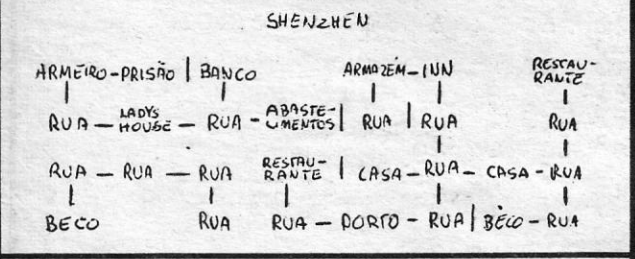 SHENZHEN
RESTAU-
RANTE
ARMEIRO-PRISÃO | BANCO ARMAZÉM-INN
RUA - LADYS HOUSE - RUA - ABASTE-
CIMENTOS | RUA | RUA RUA
RUA - RUA - RUA RESTAU-
RANTE | CASA-RUA - CASA-RUA
BECO RUA RUA - PORTO - RUA | BÉCO - RUA